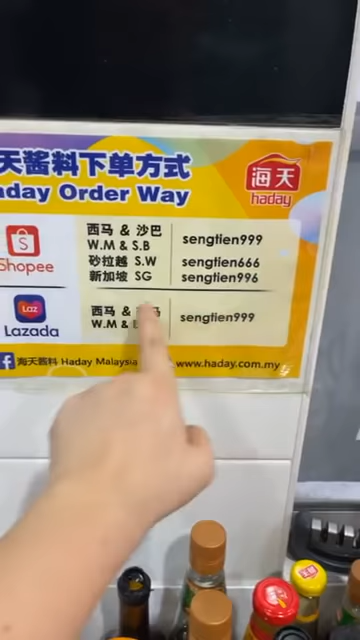 天酱料下单方式
aday Order Way
海天
haday
S
Shopee
西马 & 沙巴
W.M & S.B
sengtien999
砂拉越 S.W
sengtien666
新加坡 SG
sengtien996
Laz
Lazada
西马 &
W.M &
sengtien999
f 海天酱料 Haday Malaysia
www.haday.com.my